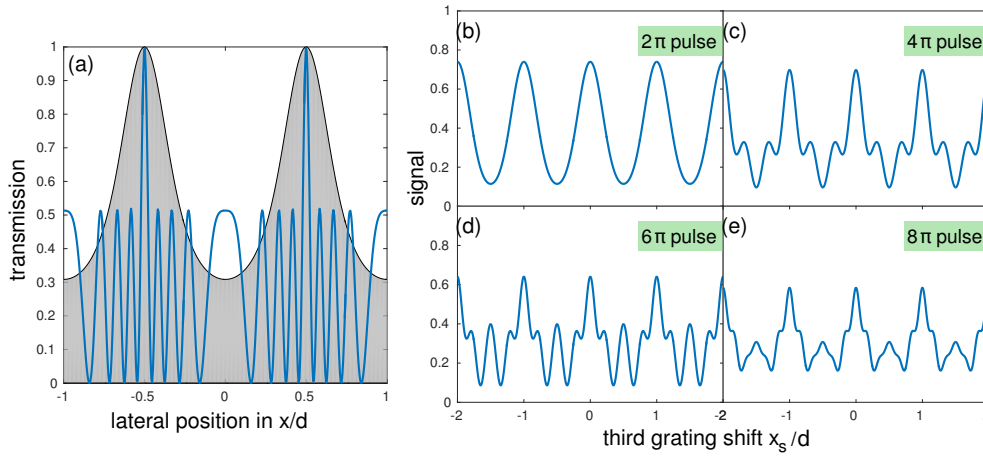 (a)
transmission
1
0.9
0.8
0.7
0.6
0.5
0.4
0.3
0.2
0.1
0
-1
-0.5
0
0.5
1
lateral position in x/d
signal
(b)
2π pulse
1
0.8
0.6
0.4
0.2
0
(c)
4π pulse
(d)
6π pulse
0.8
0.6
0.4
0.2
0
-2
-1
0
1
2
(e)
8π pulse
-2
-1
0
1
2
third grating shift xs/d